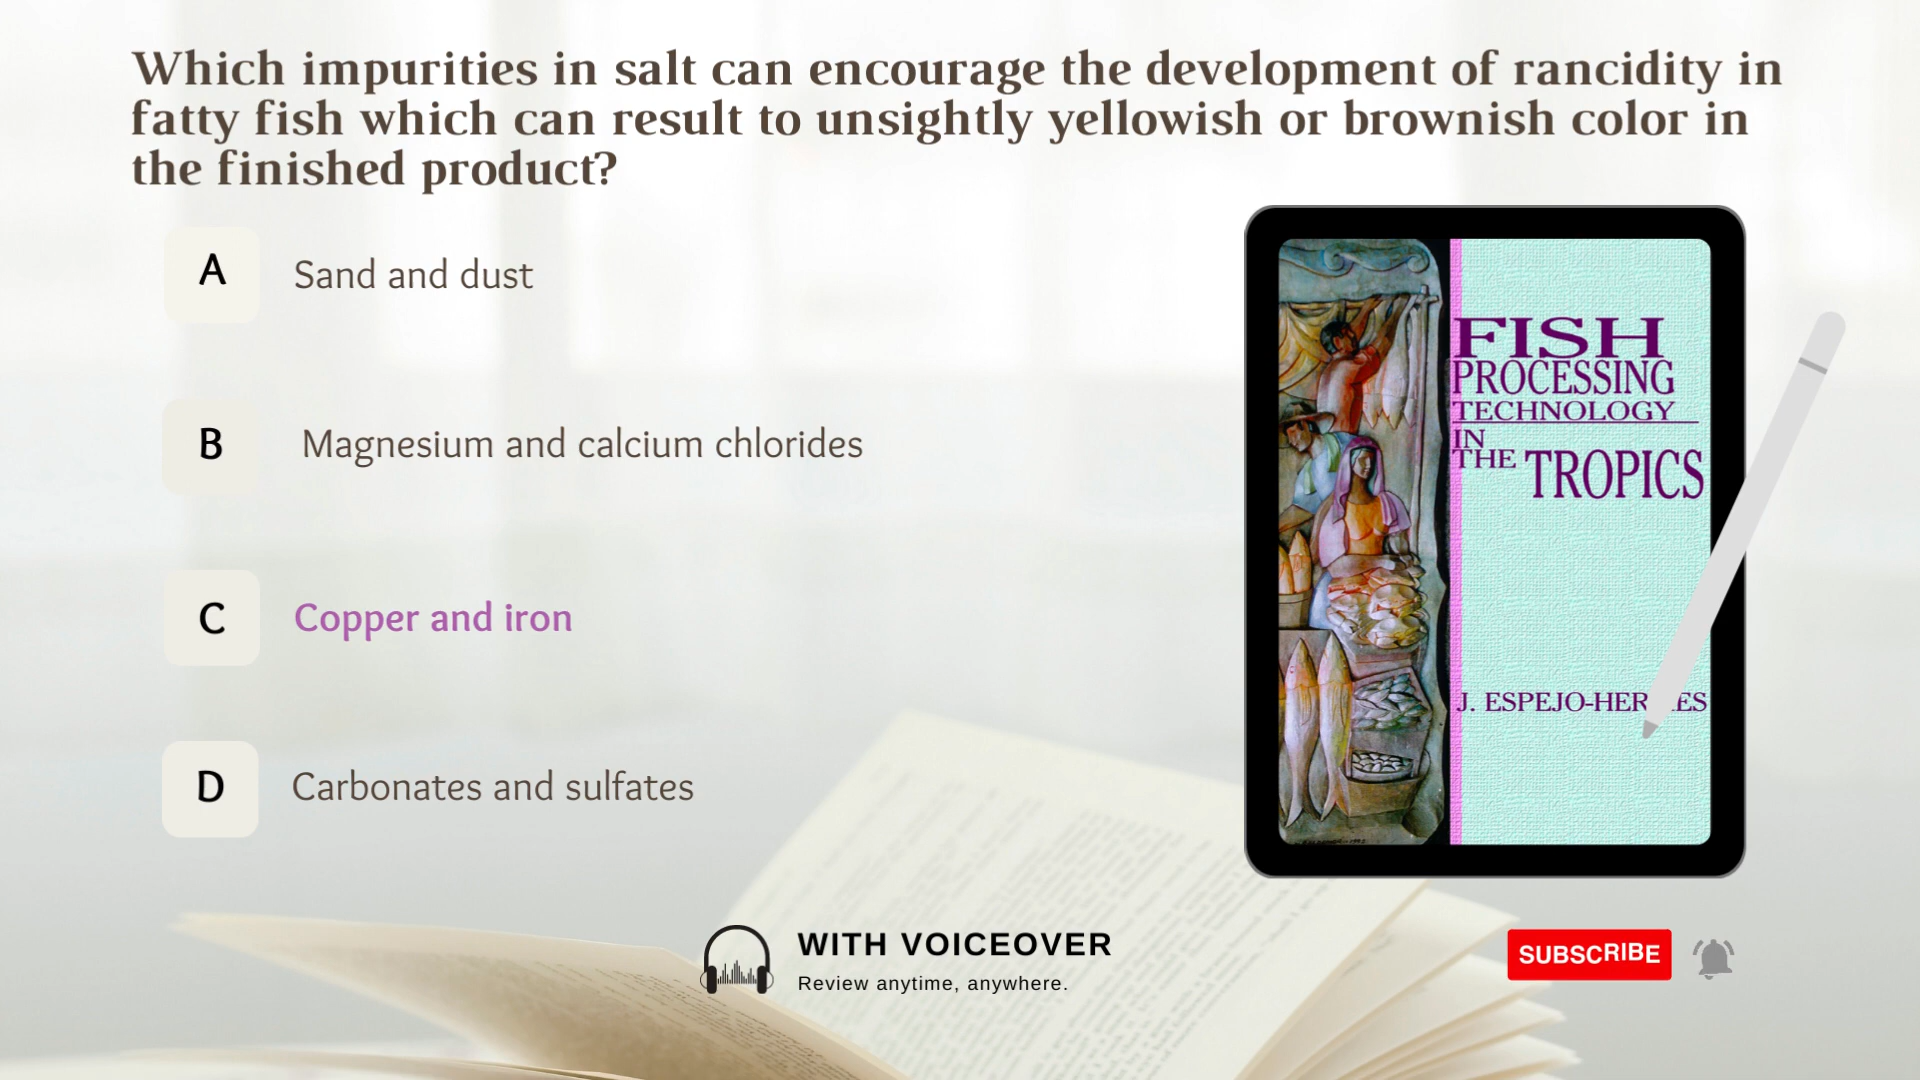 Which impurities in salt can encourage the development of rancidity in
fatty fish which can result to unsightly yellowish or brownish color in
the finished product?
A Sand and dust
B Magnesium and calcium chlorides
C Copper and iron
D Carbonates and sulfates
FISH
PROCESSING
TECHNOLOGY
IN
THE TROPICS
J. ESPEJO-HER
WITH VOICEOVER
Review anytime, anywhere.
SUBSCRIBE